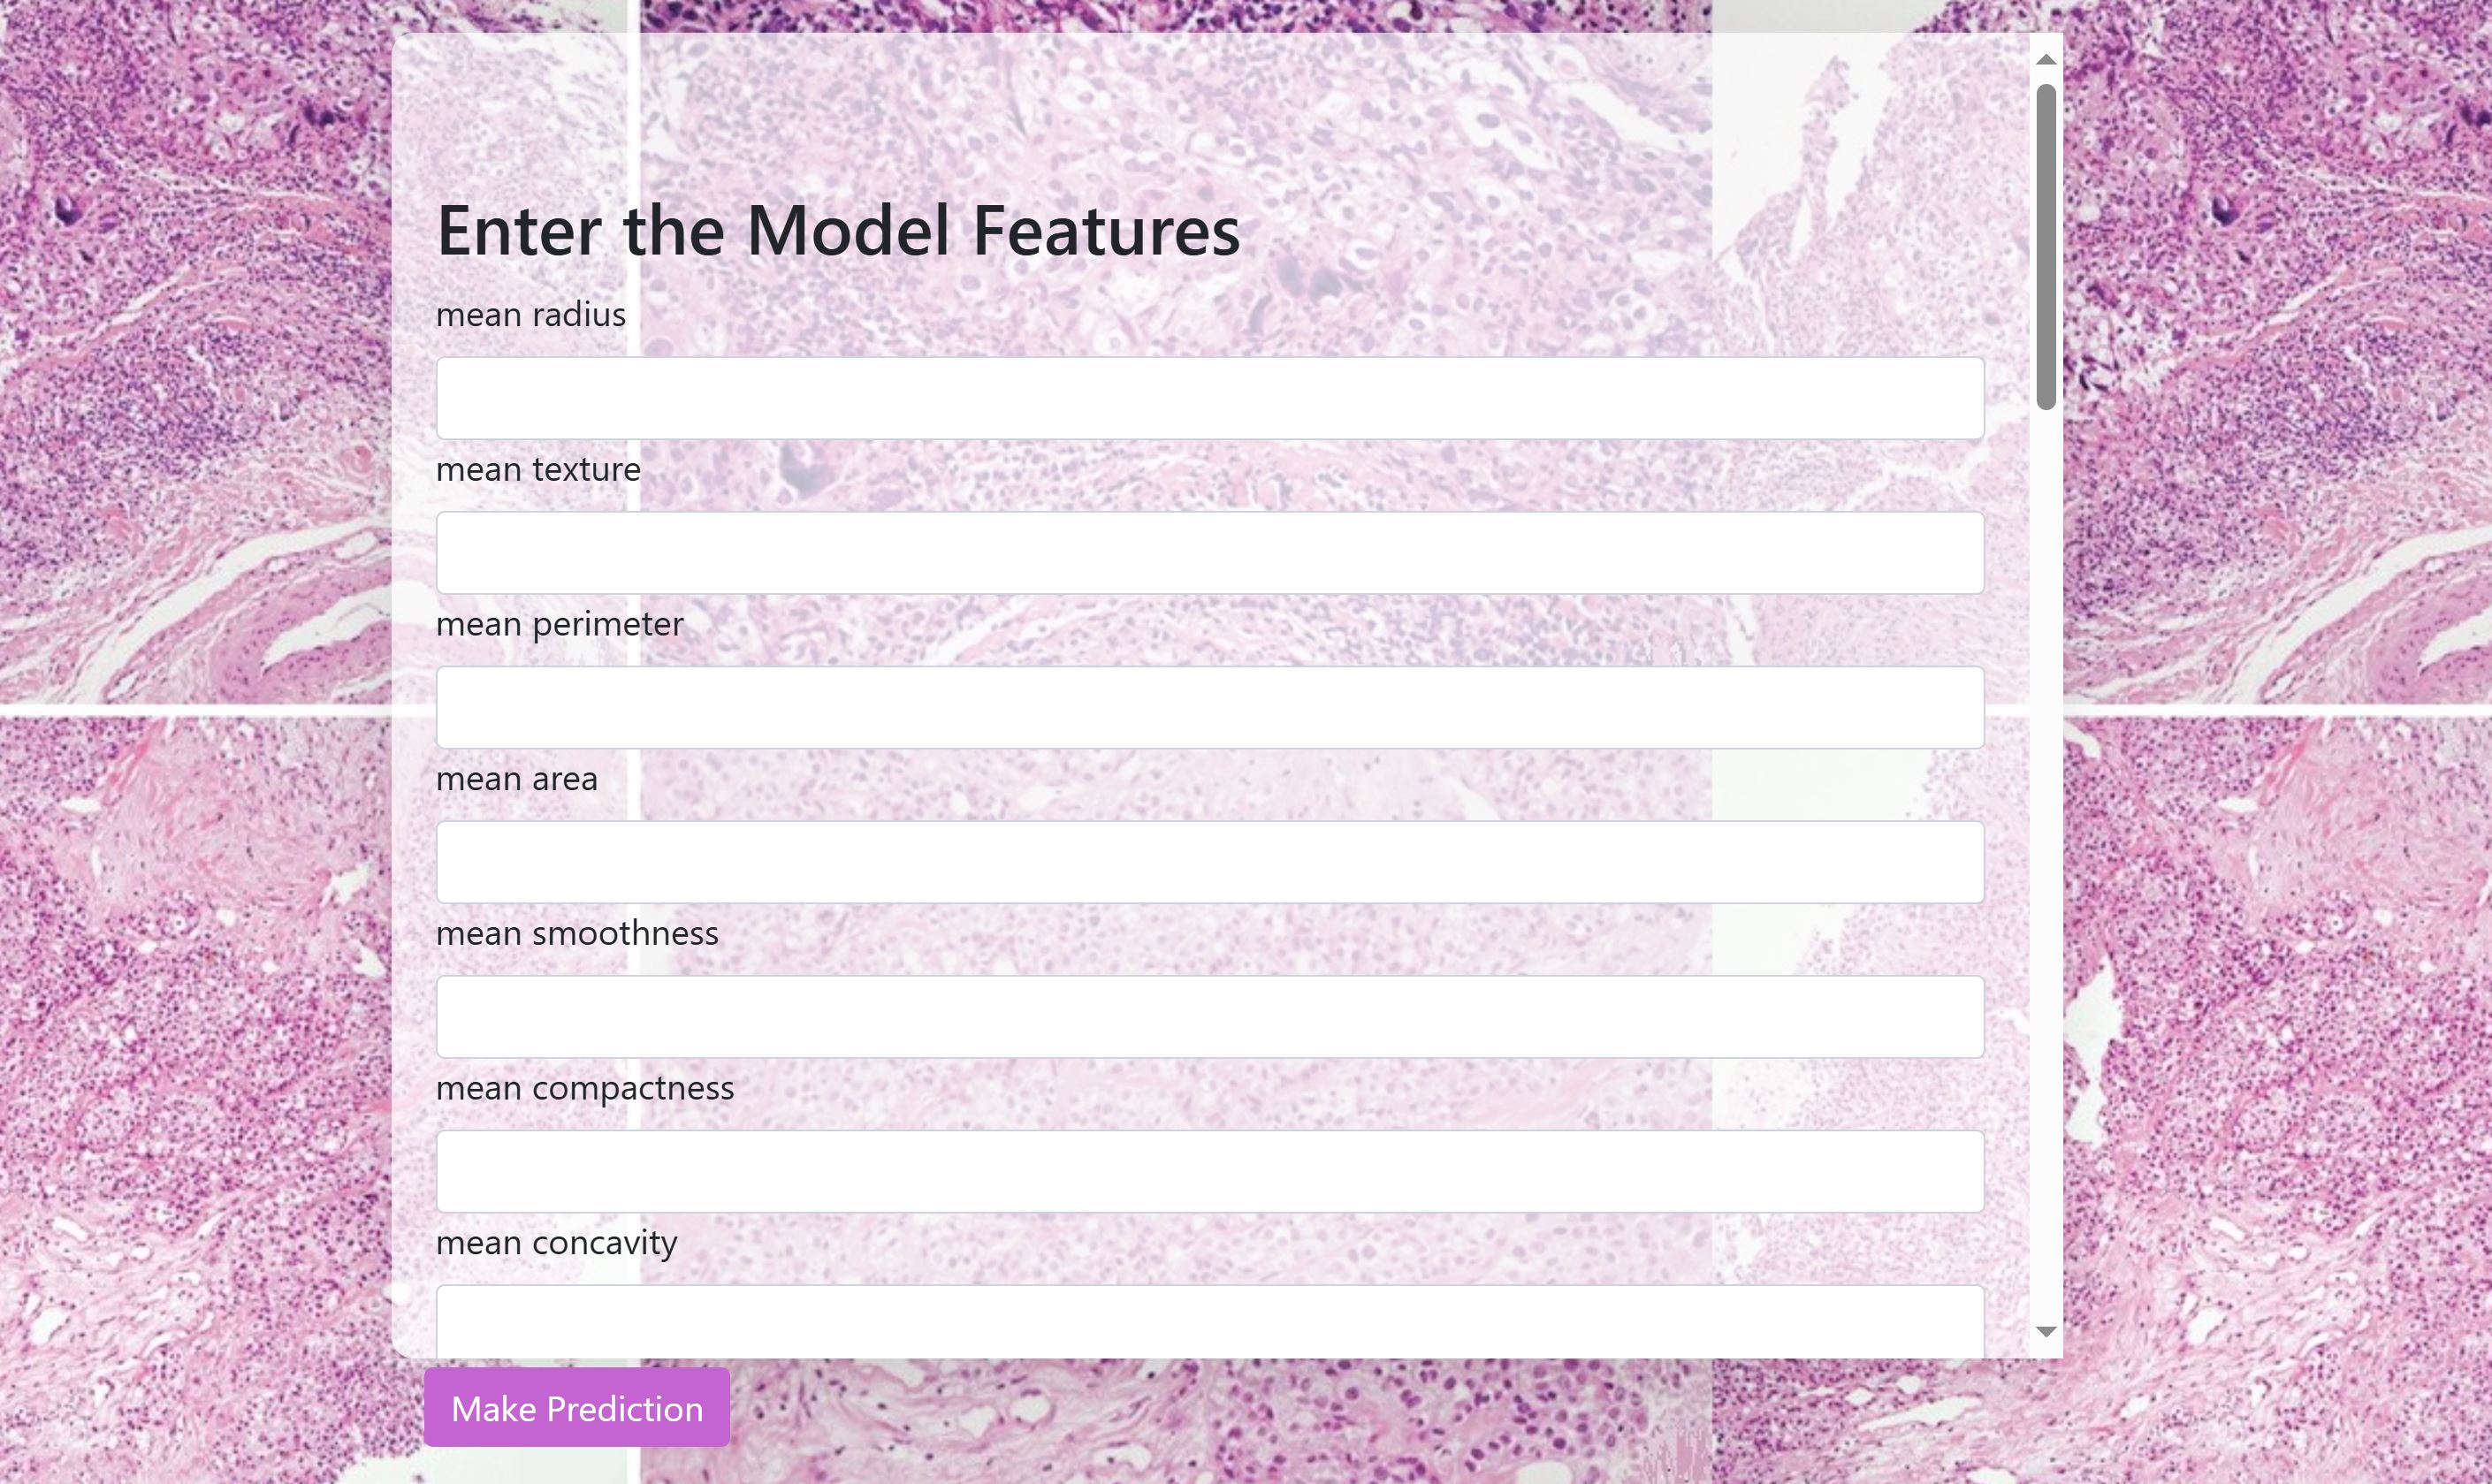 Enter the Model Features
mean radius
mean texture
mean perimeter
mean area
mean smoothness
mean compactness
mean concavity
Make Prediction